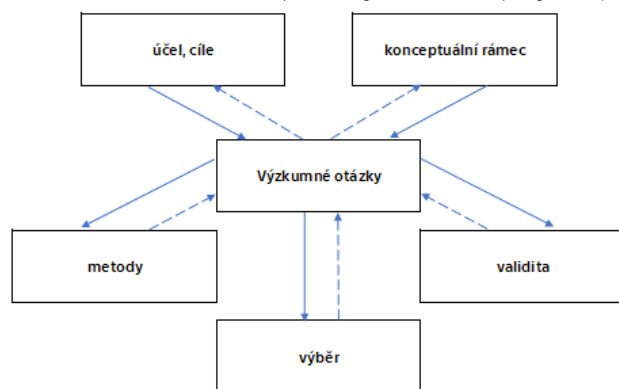 účel, cíle
konceptuální rámec
Výzkumné otázky
metody
validita
výběr